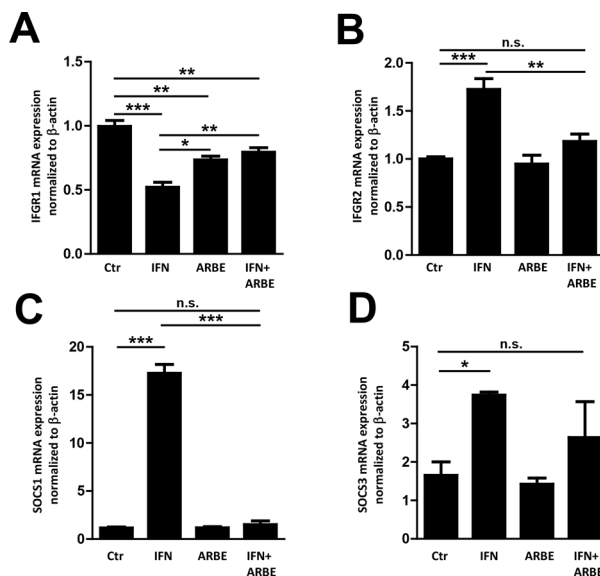 A
IFGR1 mRNA expression
normalized to β-actin
1.5
1.0
0.5
0.0
**
**
***
**
*
Ctr
IFN
ARBE
IFN+
ARBE
B
IFGR2 mRNA expression
normalized to β-actin
2.0
1.5
1.0
0.5
0.0
n.s.
***
**
Ctr
IFN
ARBE
IFN+
ARBE
C
SOCS1 mRNA expression
normalized to β-actin
20
15
10
5
0
n.s.
***
***
Ctr
IFN
ARBE
IFN+
ARBE
D
SOCS3 mRNA expression
normalized to β-actin
5
4
3
2
1
0
n.s.
*
Ctr
IFN
ARBE
IFN+
ARBE